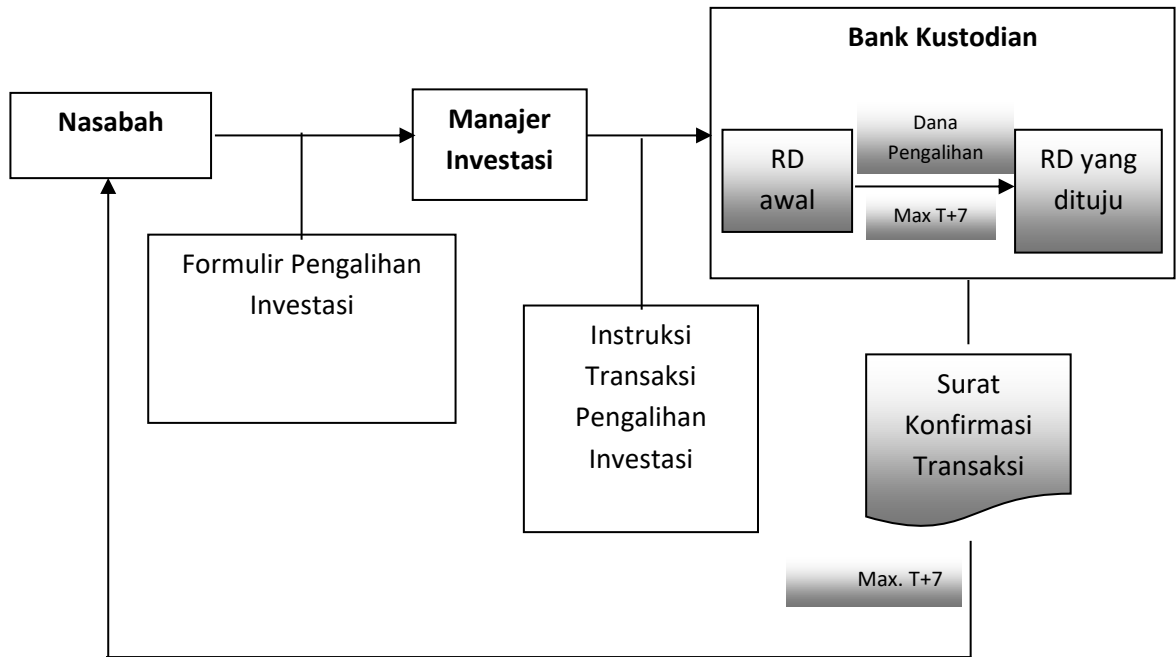 Bank Kustodian
Nasabah
Manajer
Investasi
RD
awal
Dana
Pengalihan
Max T+7
RD yang
dituju
Formulir Pengalihan
Investasi
Instruksi
Transaksi
Pengalihan
Investasi
Surat
Konfirmasi
Transaksi
Max. T+7